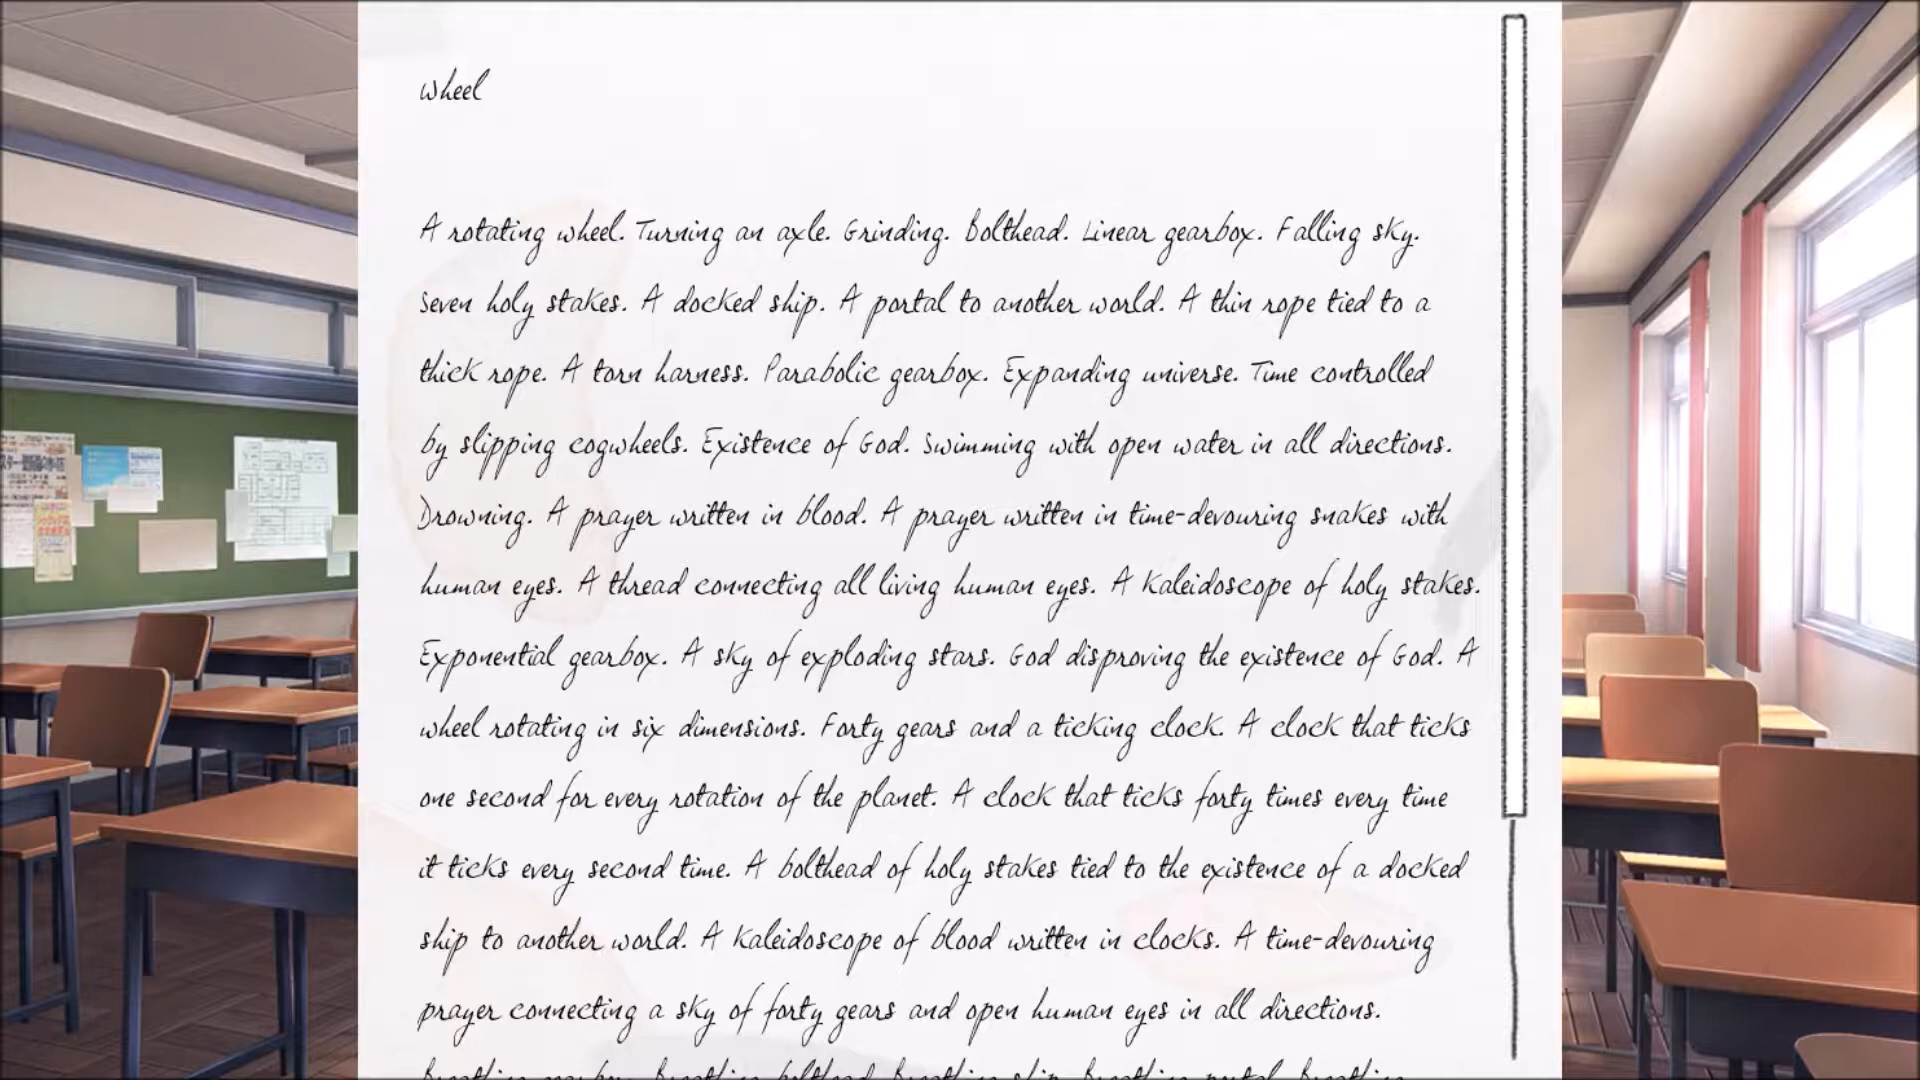 wheel
A rotating wheel. Turning an axle. Grinding. Bolthead. Linear gearbox. Falling sky.
Seven holy stakes. A docked ship. A portal to another world. A thin rope tied to a
thick rope. A torn harness. Parabolic gearbox. Expanding universe. Time controlled
by slipping cogwheels. Existence of God. Swimming with open water in all directions.
Drowning. A prayer written in blood. A prayer written in time-devouring snakes with
human eyes. A thread connecting all living human eyes. A kaleidoscope of holy stakes.
Exponential gearbox. A sky of exploding stars. God disproving the existence of God. A
wheel rotating in six dimensions. Forty gears and a ticking clock. A clock that ticks
one second for every rotation of the planet. A clock that ticks forty times every time
it ticks every second time. A bolthead of holy stakes tied to the existence of a docked
ship to another world. A kaleidoscope of blood written in clocks. A time-devouring
prayer connecting a sky of forty gears and open human eyes in all directions.